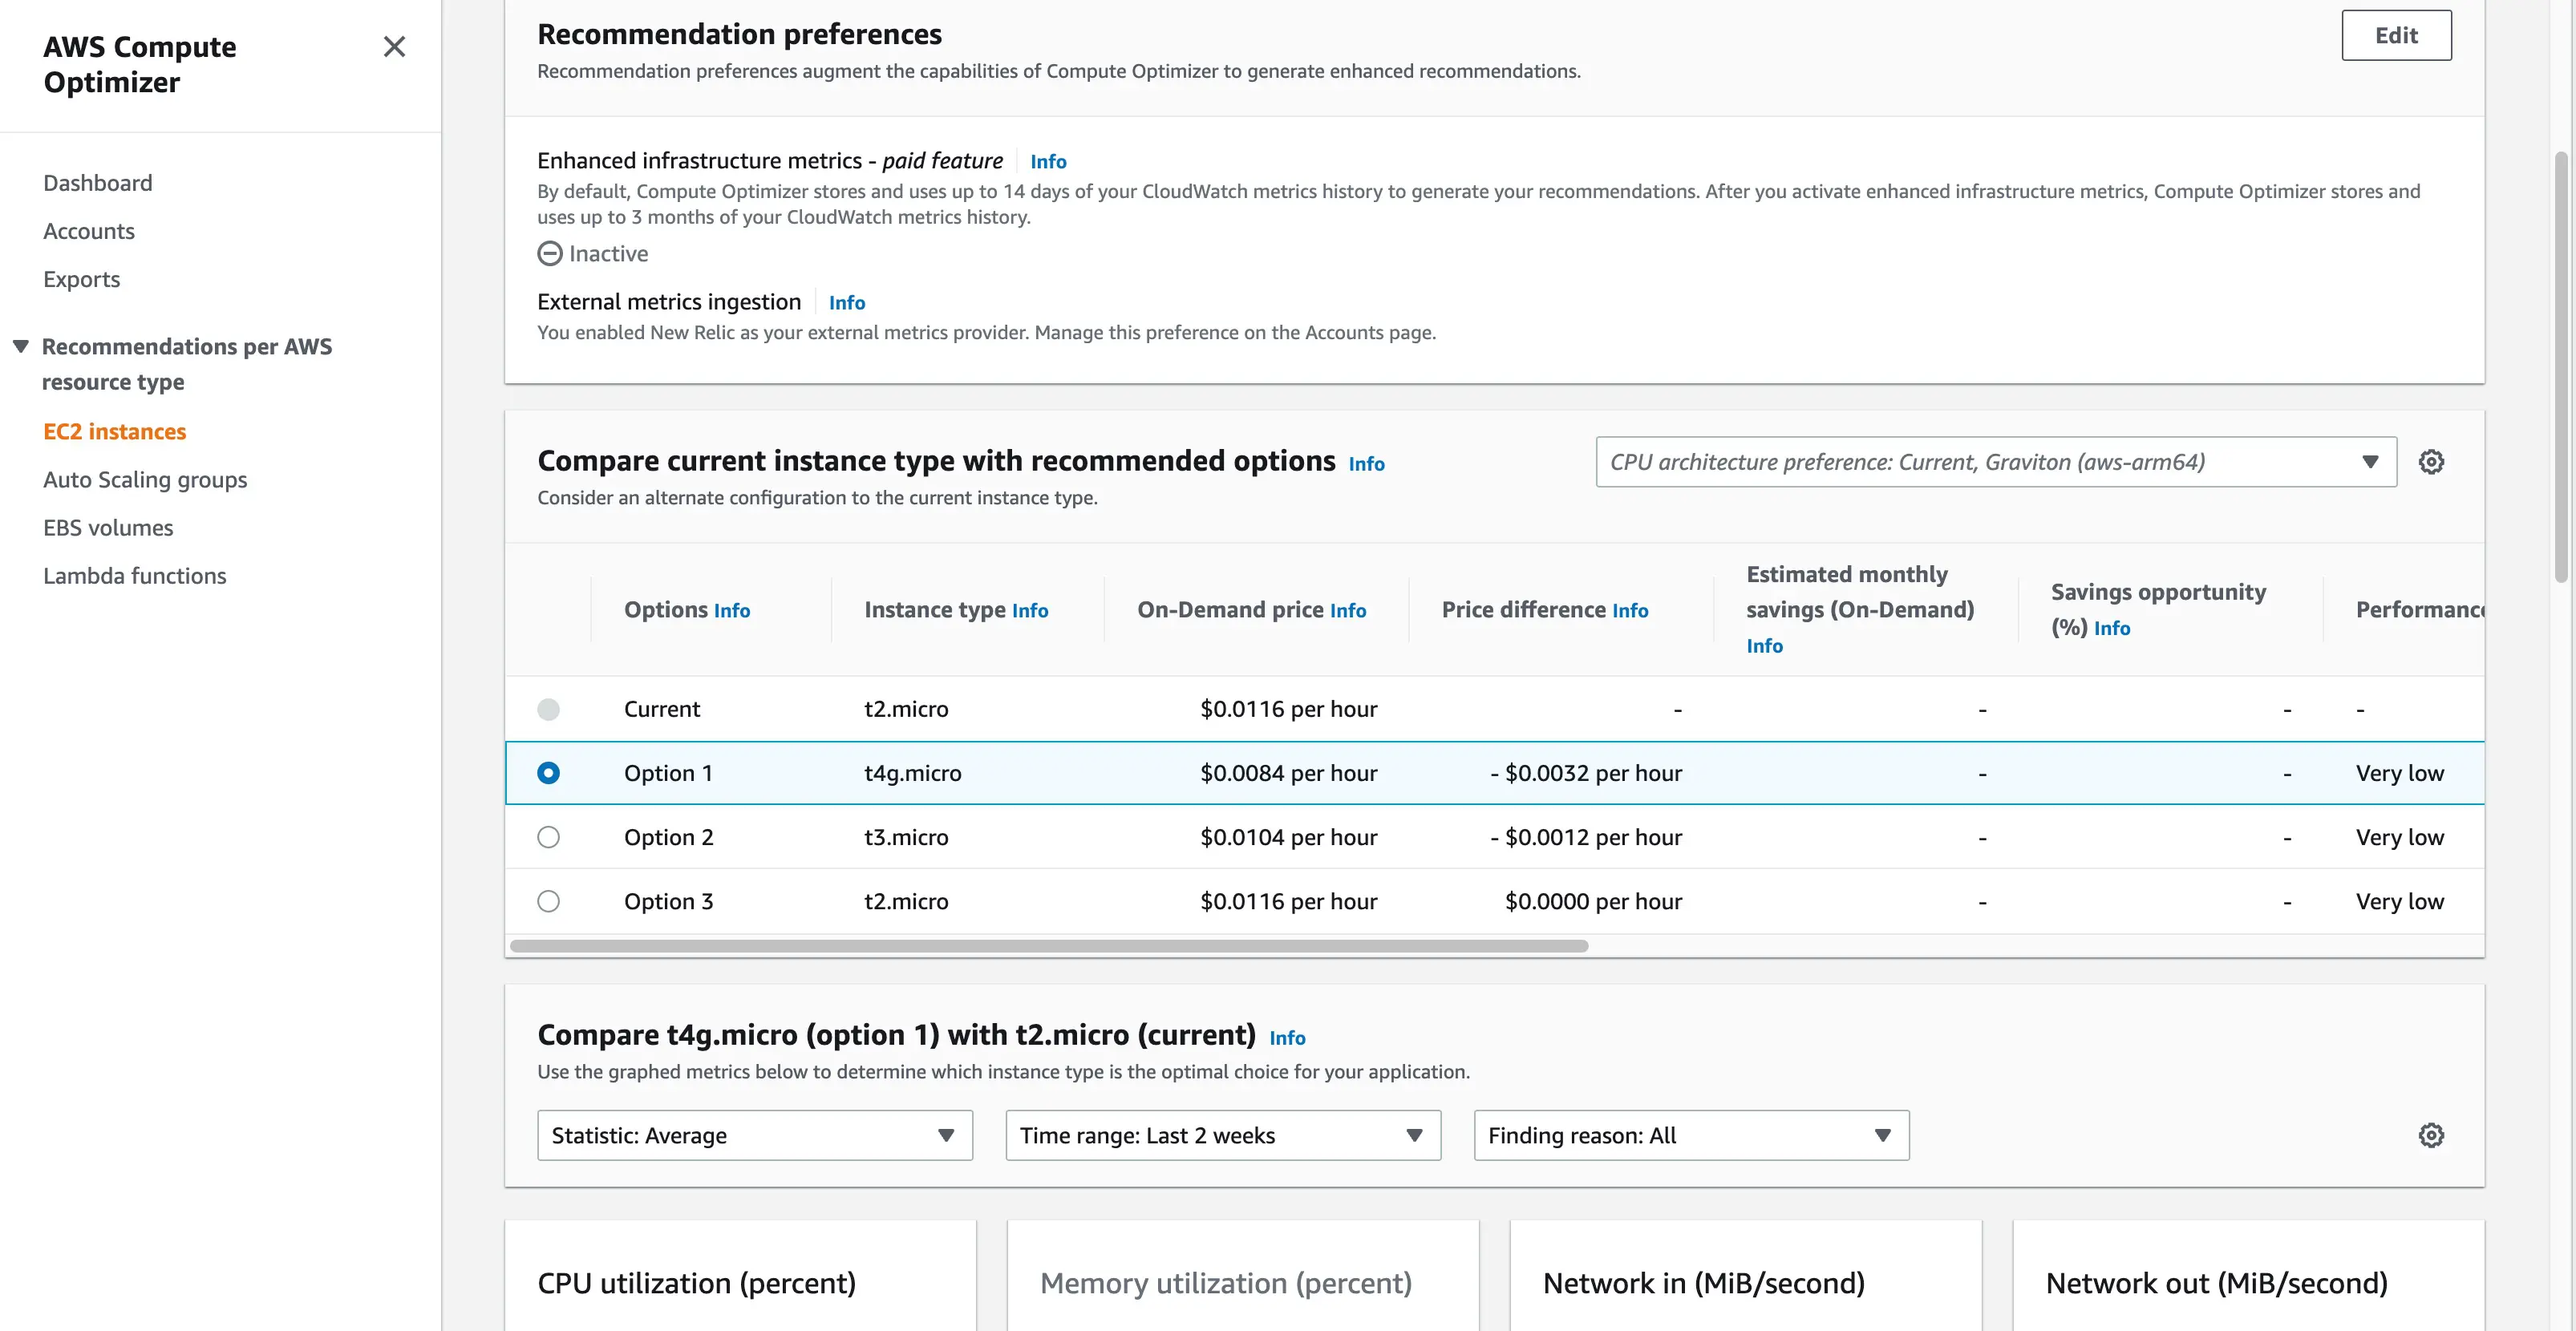 AWS Compute
Optimizer
Dashboard
Accounts
Exports
Recommendations per AWS
resource type
EC2 instances
Auto Scaling groups
EBS volumes
Lambda functions
Recommendation preferences
Edit
Recommendation preferences augment the capabilities of Compute Optimizer to generate enhanced recommendations.
Enhanced infrastructure metrics - paid feature Info
By default, Compute Optimizer stores and uses up to 14 days of your CloudWatch metrics history to generate your recommendations. After you activate enhanced infrastructure metrics, Compute Optimizer stores and
uses up to 3 months of your CloudWatch metrics history.
Inactive
External metrics ingestion Info
You enabled New Relic as your external metrics provider. Manage this preference on the Accounts page.
Compare current instance type with recommended options Info
CPU architecture preference: Current, Graviton (aws-arm64)
Consider an alternate configuration to the current instance type.
Options Info Instance type Info On-Demand price Info Price difference Info Estimated monthly savings (On-Demand) Info Savings opportunity (%) Info Performance
Current t2.micro $0.0116 per hour - - - -
Option 1 t4g.micro $0.0084 per hour - $0.0032 per hour - - Very low
Option 2 t3.micro $0.0104 per hour - $0.0012 per hour - - Very low
Option 3 t2.micro $0.0116 per hour $0.0000 per hour - - Very low
Compare t4g.micro (option 1) with t2.micro (current) Info
Use the graphed metrics below to determine which instance type is the optimal choice for your application.
Statistic: Average Time range: Last 2 weeks Finding reason: All
CPU utilization (percent) Memory utilization (percent) Network in (MiB/second) Network out (MiB/second)